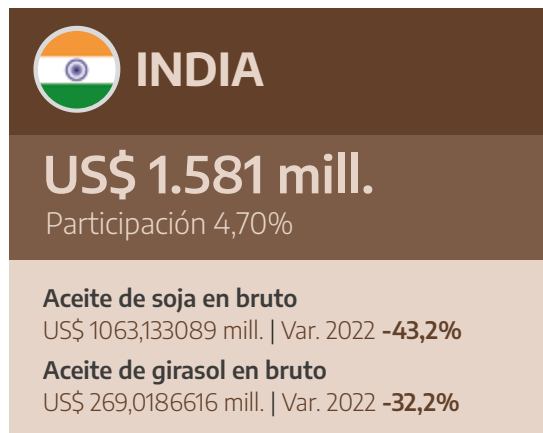 INDIA
US$ 1.581 mill.
Participación 4,70%
Aceite de soja en bruto
US$ 1063,133089 mill. | Var. 2022 -43,2%
Aceite de girasol en bruto
US$ 269,0186616 mill. | Var. 2022 -32,2%